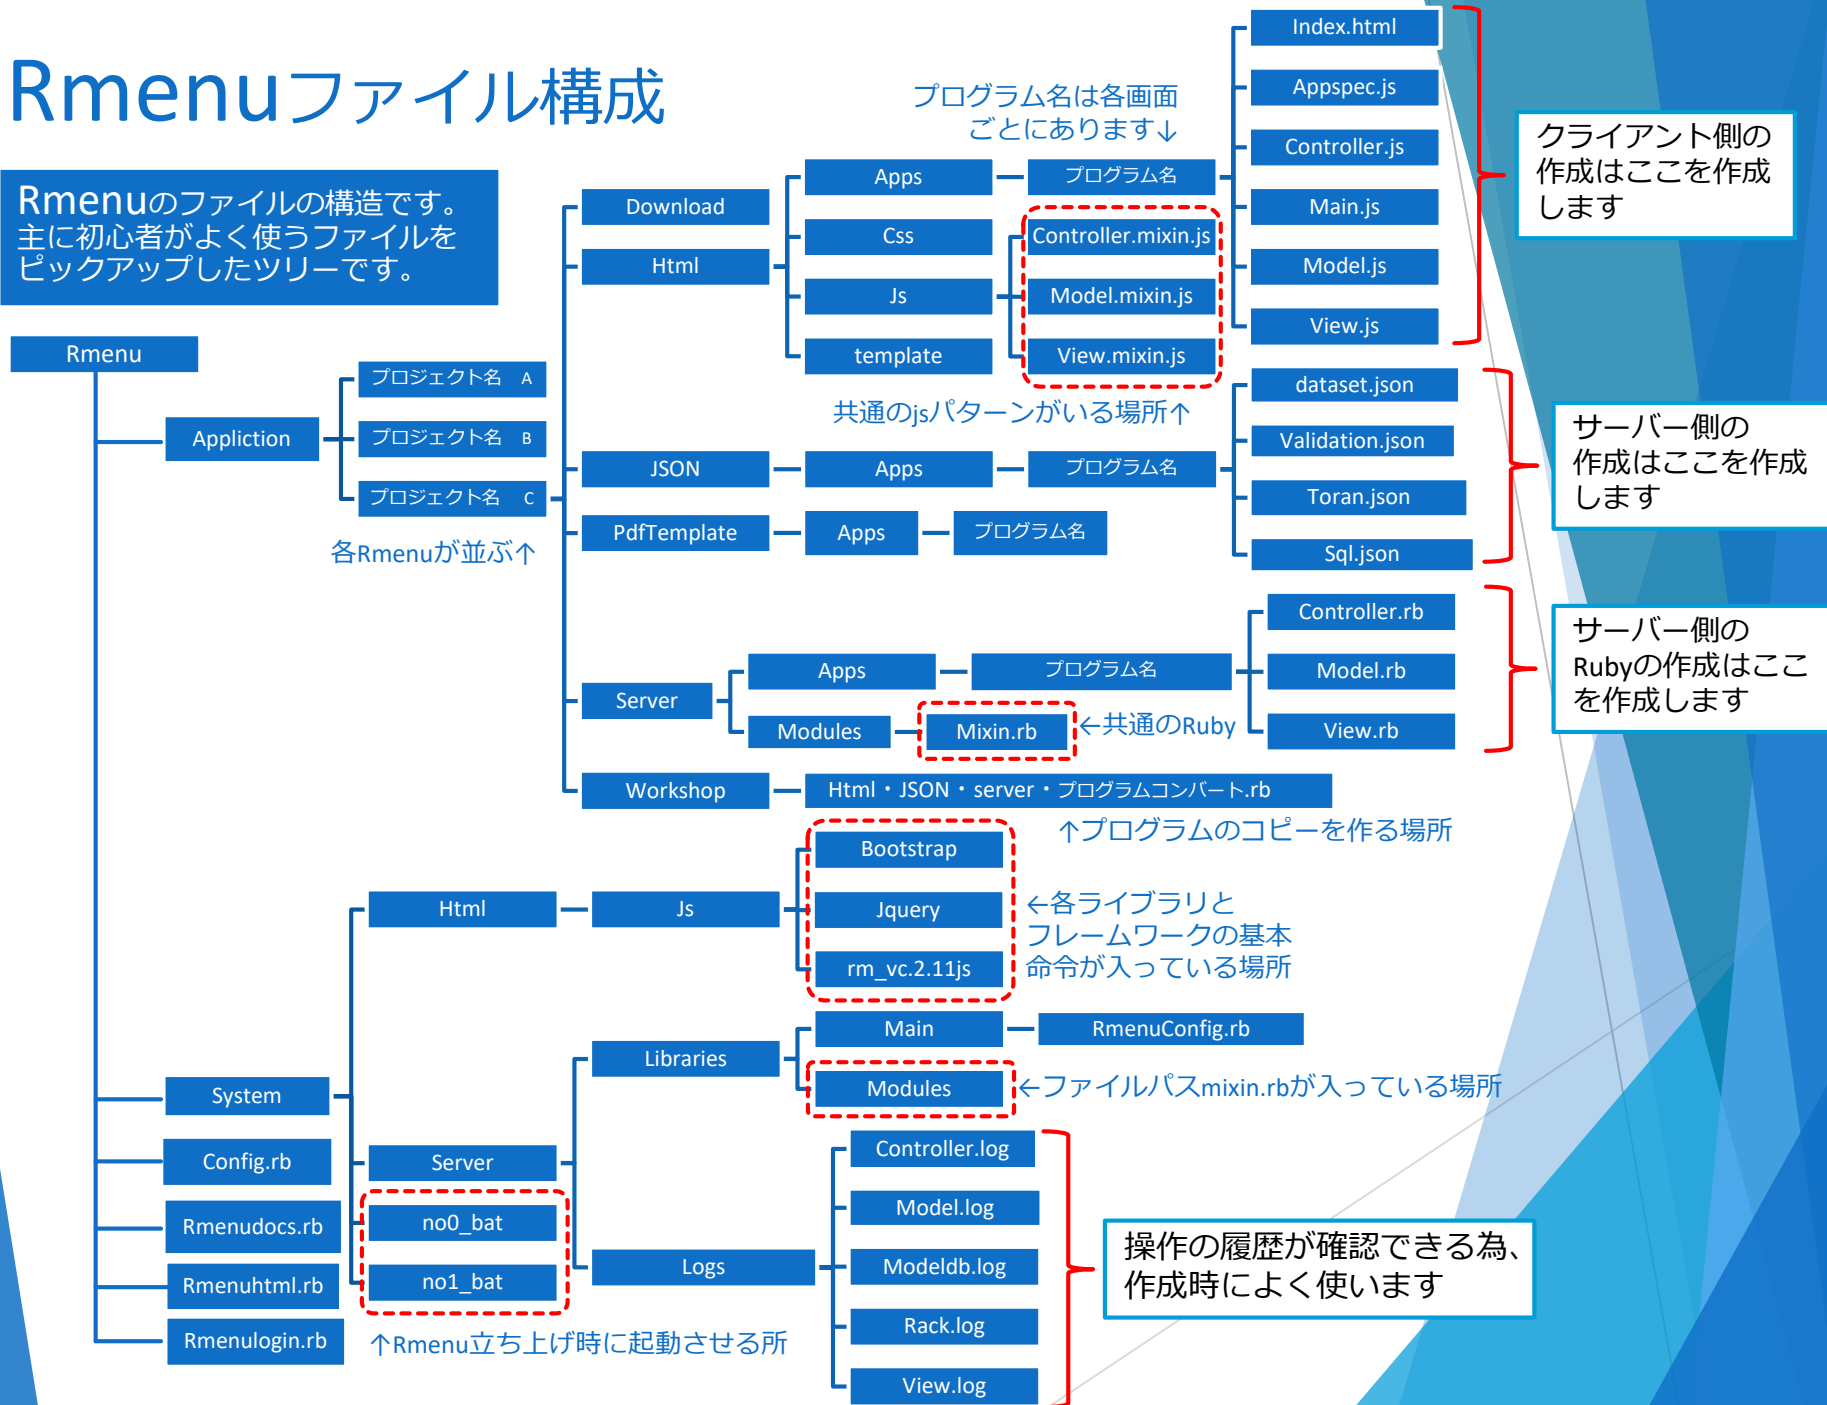 Rmenuファイル構成
Rmenuのファイルの構造です。
主に初心者がよく使うファイルを
ピックアップしたツリーです。
プログラム名は各画面
ごとにあります↓
Rmenu
Appliction
プロジェクト名 A
プロジェクト名 B
プロジェクト名 C
各Rmenuが並ぶ↑
Download
Html
Apps
プログラム名
Index.html
Appspec.js
Controller.js
Main.js
Model.js
View.js
クライアント側の
作成はここを作成
します
Css
Js
Controller.mixin.js
Model.mixin.js
View.mixin.js
template
共通のjsパターンがいる場所↑
JSON
Apps
プログラム名
dataset.json
Validation.json
Toran.json
Sql.json
サーバー側の
作成はここを作成
します
PdfTemplate
Apps
プログラム名
Server
Apps
プログラム名
Controller.rb
Model.rb
View.rb
サーバー側の
Rubyの作成はここ
を作成します
Modules
Mixin.rb
←共通のRuby
Workshop
Html・JSON・server・プログラムコンバート.rb
↑プログラムのコピーを作る場所
System
Html
Js
Bootstrap
Jquery
rm_vc.2.11js
←各ライブラリと
フレームワークの基本
命令が入っている場所
Server
Libraries
Main
RmenuConfig.rb
Modules
←ファイルパスmixin.rbが入っている場所
Logs
Controller.log
Model.log
Modeldb.log
Rack.log
View.log
操作の履歴が確認できる為、
作成時によく使います
no0_bat
no1_bat
↑Rmenu立ち上げ時に起動させる所
Config.rb
Rmenudocs.rb
Rmenuhtml.rb
Rmenulogin.rb